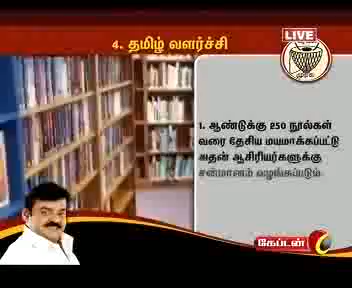 4. தமிழ் வளர்ச்சி
LIVE
1. ஆண்டுக்கு 250 நூல்கள்
வரை தேசிய மயமாக்கப்பட்டு
அதன் ஆசிரியர்களுக்கு
சன்மானம் வழங்கப்படும்.
கேப்டன்